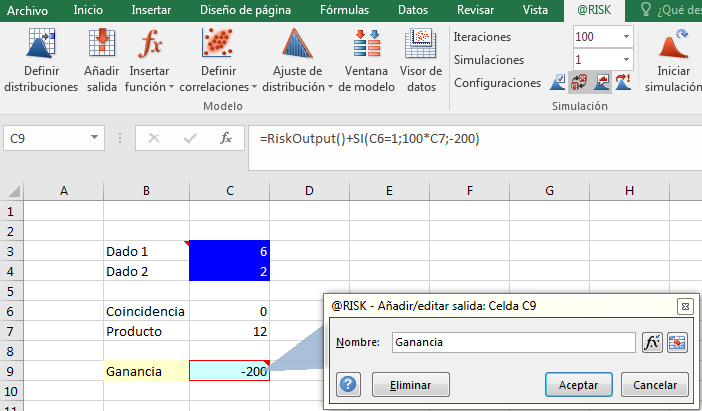 Archivo Inicio Insertar Diseño de página Fórmulas Datos Revisar Vista @RISK ¿Qué des
Definir distribuciones
Añadir salida
Insertar función
Definir correlaciones
Ajuste de distribución
Ventana de modelo
Visor de datos
Modelo
Iteraciones 100
Simulaciones 1
Configuraciones
Simulación
Iniciar simulación
C9 fx =RiskOutput()+SI(C6=1;100*C7;-200)
A B C D E F G H
1
2
3 Dado 1 6
4 Dado 2 2
5
6 Coincidencia 0
7 Producto 12
8
9 Ganancia -200
10
11
@RISK - Añadir/editar salida: Celda C9
Nombre: Ganancia fx
? Eliminar Aceptar Cancelar